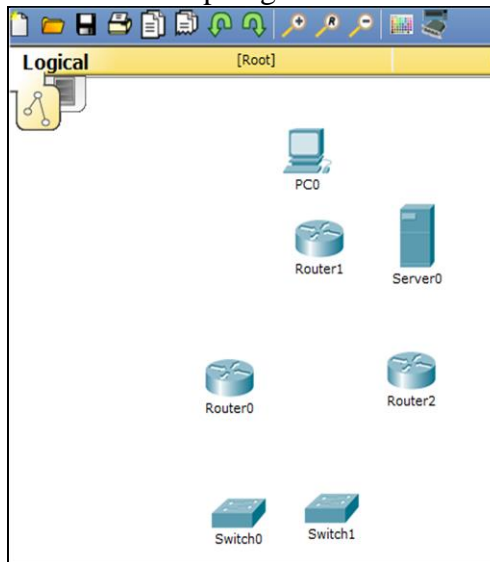 R
Logical [Root]
PC0
Router1
Server0
Router0
Router2
Switch0
Switch1